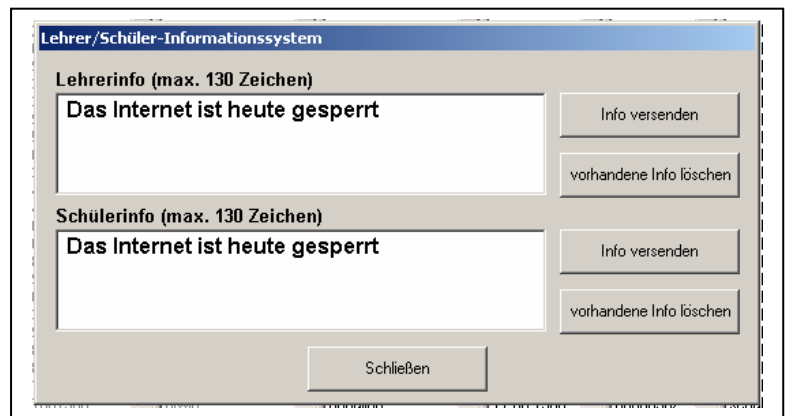 Lehrer/Schüler-Informationssystem
Lehrerinfo (max. 130 Zeichen)
Das Internet ist heute gesperrt
Info versenden
vorhandene Info löschen
Schülerinfo (max. 130 Zeichen)
Das Internet ist heute gesperrt
Info versenden
vorhandene Info löschen
Schließen